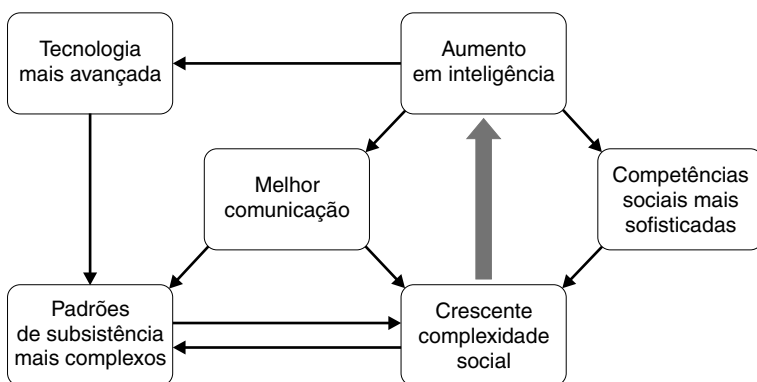 Tecnologia
mais avançada
Aumento
em inteligência
Melhor
comunicação
Competências
sociais mais
sofisticadas
Padrões
de subsistência
mais complexos
Crescente
complexidade
social